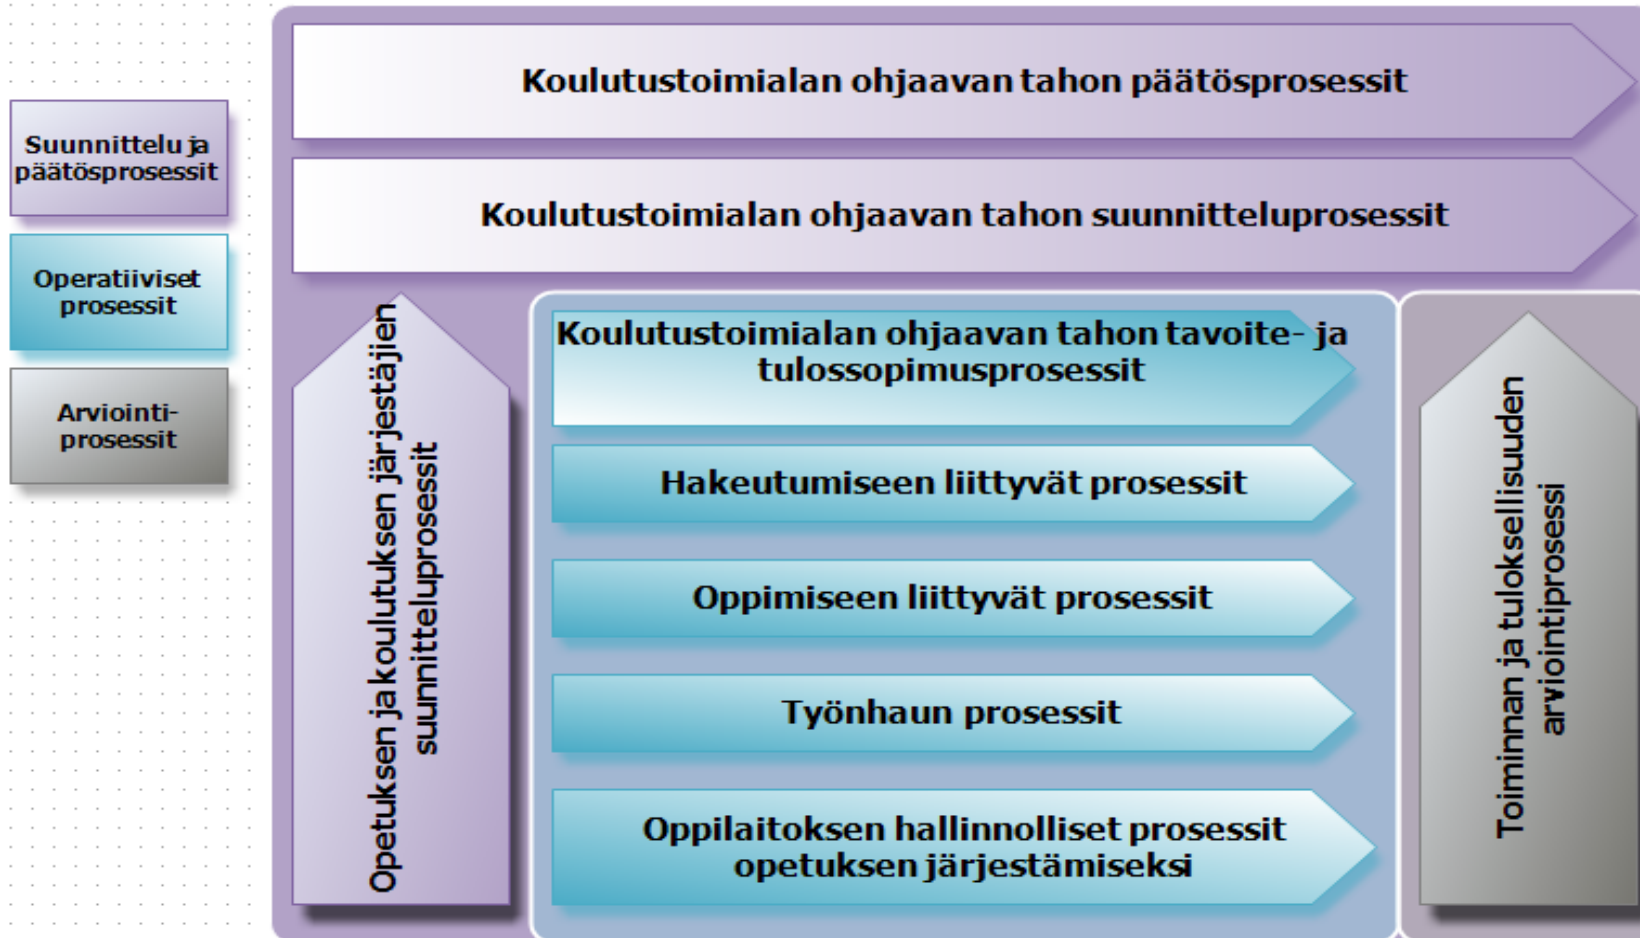 Koulutustoimialan ohjaavan tahon päätösprosessit
Koulutustoimialan ohjaavan tahon suunnitteluprosessit
Suunnittelu ja
päätösprosessit
Operatiiviset
prosessit
Arviointi-
prosessit
Opetuksen ja koulutuksen järjestäjien
suunnitteluprosessit
Koulutustoimialan ohjaavan tahon tavoite- ja
tulossopimusprosessit
Hakeutumiseen liittyvät prosessit
Oppimiseen liittyvät prosessit
Työnhaun prosessit
Oppilaitoksen hallinnolliset prosessit
opetuksen järjestämiseksi
Toiminnan ja tuloksellisuuden
arviointiprosessi